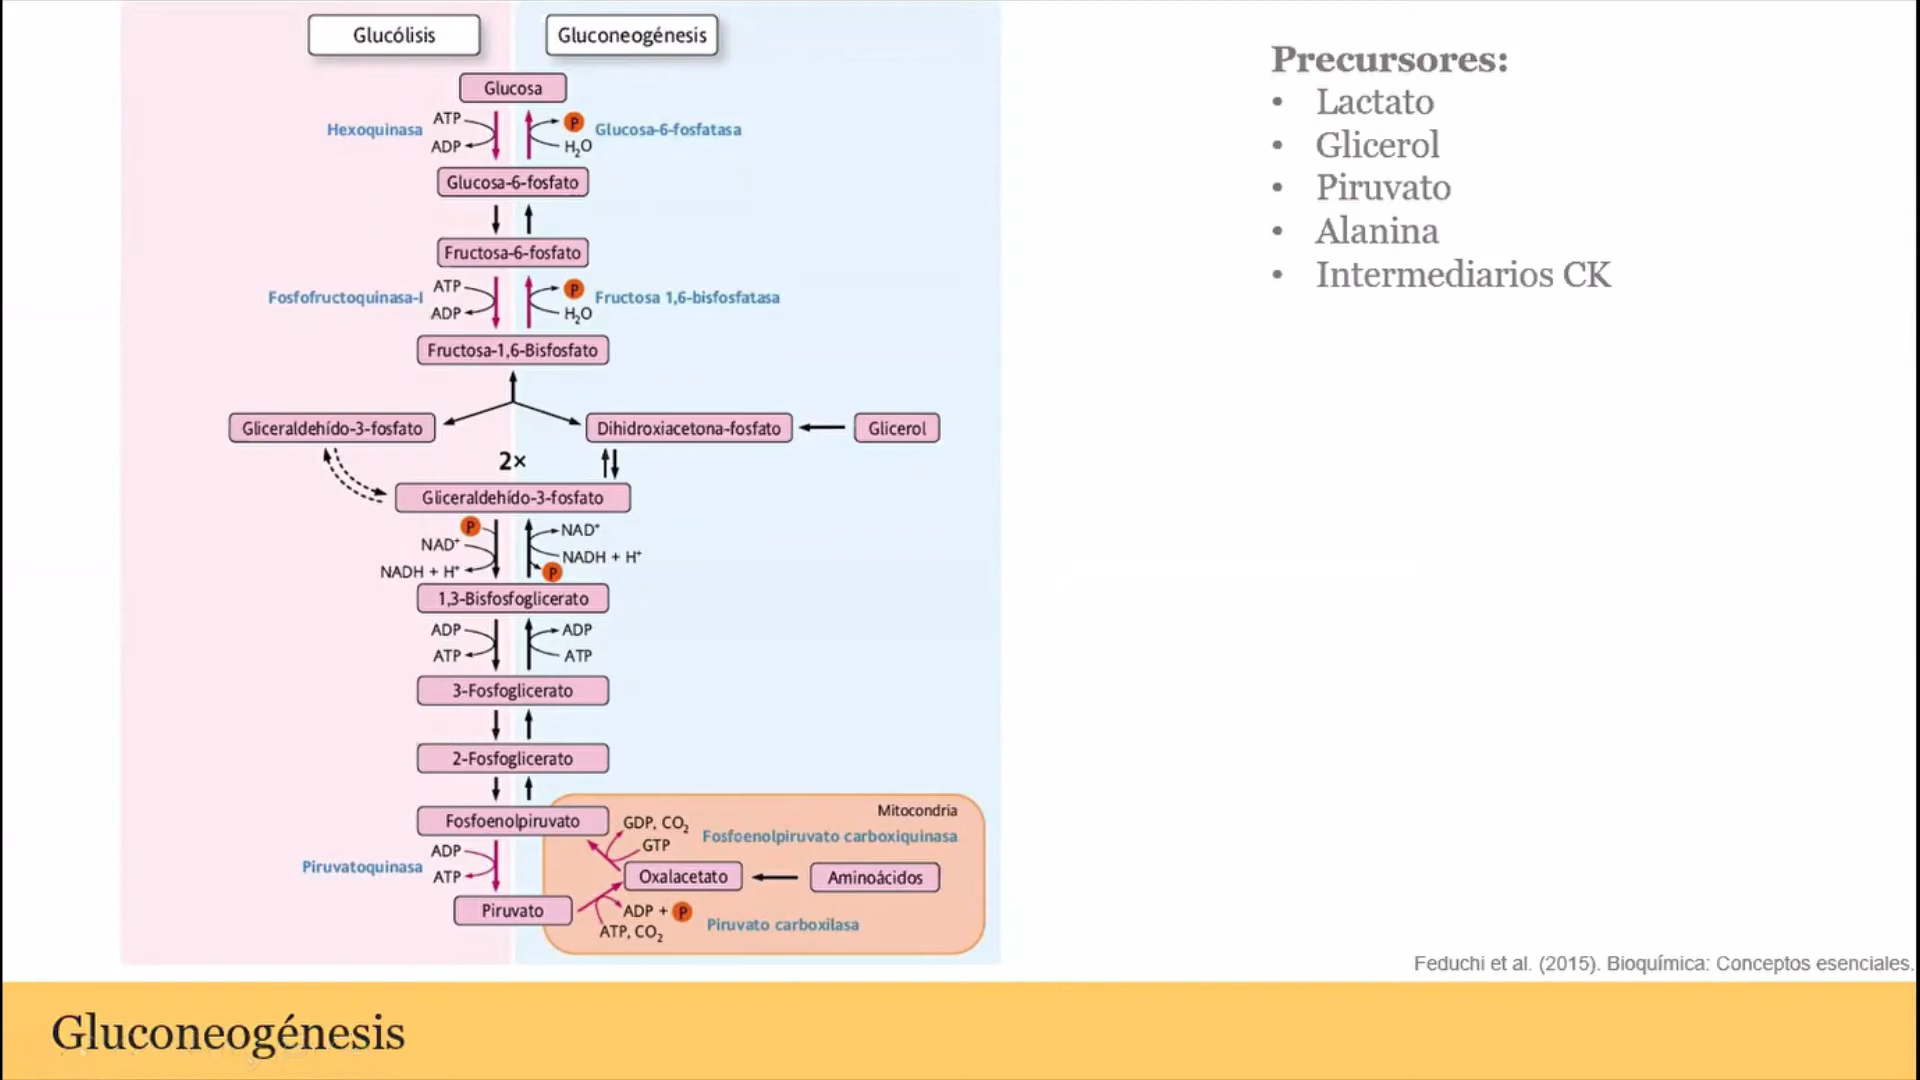 Glucólisis
Gluconeogénesis
Glucosa
Hexoquinasa
ATP
ADP
P
H₂O
Glucosa-6-fosfatasa
Glucosa-6-fosfato
Fructosa-6-fosfato
Fosfofructoquinasa-I
ATP
ADP
P
H₂O
Fructosa 1,6-bisfosfatasa
Fructosa-1,6-Bisfosfato
Gliceraldehído-3-fosfato
Dihidroxiacetona-fosfato
Glicerol
2×
Gliceraldehído-3-fosfato
P
NAD⁺
NADH + H⁺
NAD⁺
NADH + H⁺
P
1,3-Bisfosfoglicerato
ADP
ATP
ADP
ATP
3-Fosfoglicerato
2-Fosfoglicerato
Fosfoenolpiruvato
Piruvatoquinasa
ADP
ATP
Piruvato
Mitocondria
GDP, CO₂
GTP
Fosfoenolpiruvato carboxiquinasa
Oxalacetato
Aminoácidos
ADP + P
ATP, CO₂
Piruvato carboxilasa
Precursores:
• Lactato
• Glicerol
• Piruvato
• Alanina
• Intermediarios CK
Feduchi et al. (2015). Bioquímica: Conceptos esenciales.
Gluconeogénesis